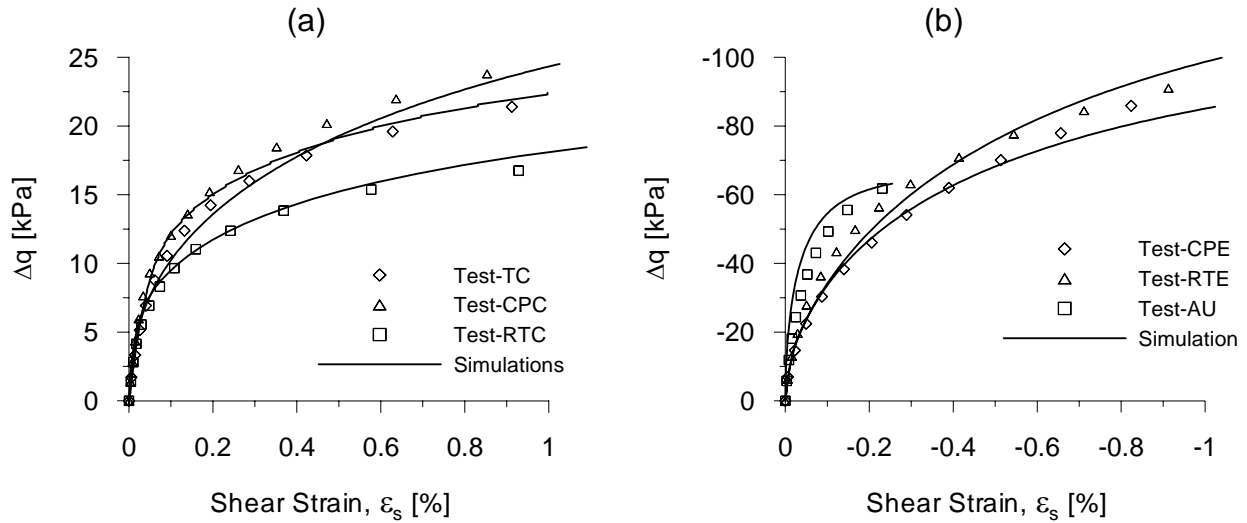 (a)
25
20
15
10
5
0
Δq [kPa]
0
0.2
0.4
0.6
0.8
1
Shear Strain, εs [%]
Test-TC
Test-CPC
Test-RTC
Simulations
(b)
-100
-80
-60
-40
-20
0
Δq [kPa]
0
-0.2
-0.4
-0.6
-0.8
-1
Shear Strain, εs [%]
Test-CPE
Test-RTE
Test-AU
Simulation